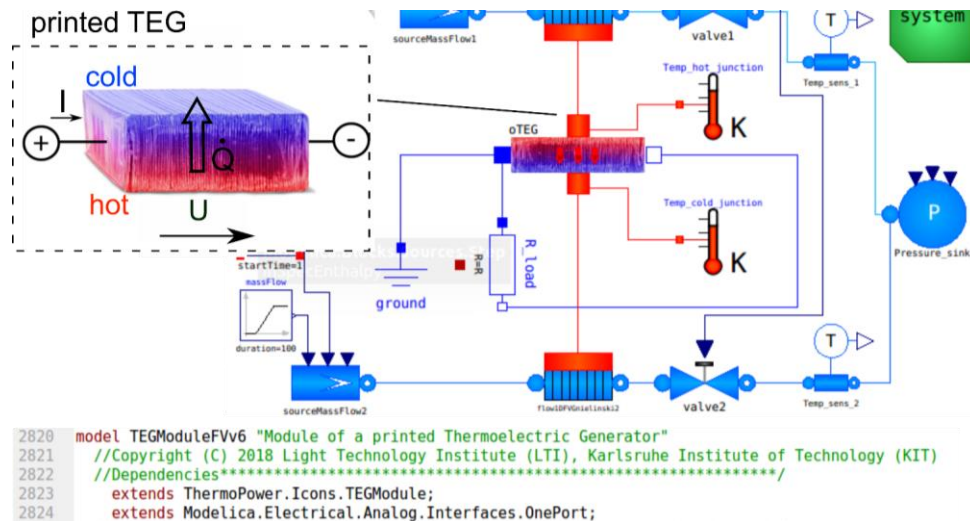 printed TEG
cold
I
+
-
Q̇
hot
U
sourceMassFlow1
valve1
T
Temp_sens_1
system
Temp_hot_junction
K
oTEG
Temp_cold_junction
K
P
Pressure_sink
startTime=1
massFlow
duration=100
ground
R=R
R_load
sourceMassFlow2
flow1DFVGnielinski2
valve2
T
Temp_sens_2
2820 model TEGModuleFVv6 "Module of a printed Thermoelectric Generator"
2821 //Copyright (C) 2018 Light Technology Institute (LTI), Karlsruhe Institute of Technology (KIT)
2822 //Dependencies**********************************************************************/
2823 extends ThermoPower.Icons.TEGModule;
2824 extends Modelica.Electrical.Analog.Interfaces.OnePort;